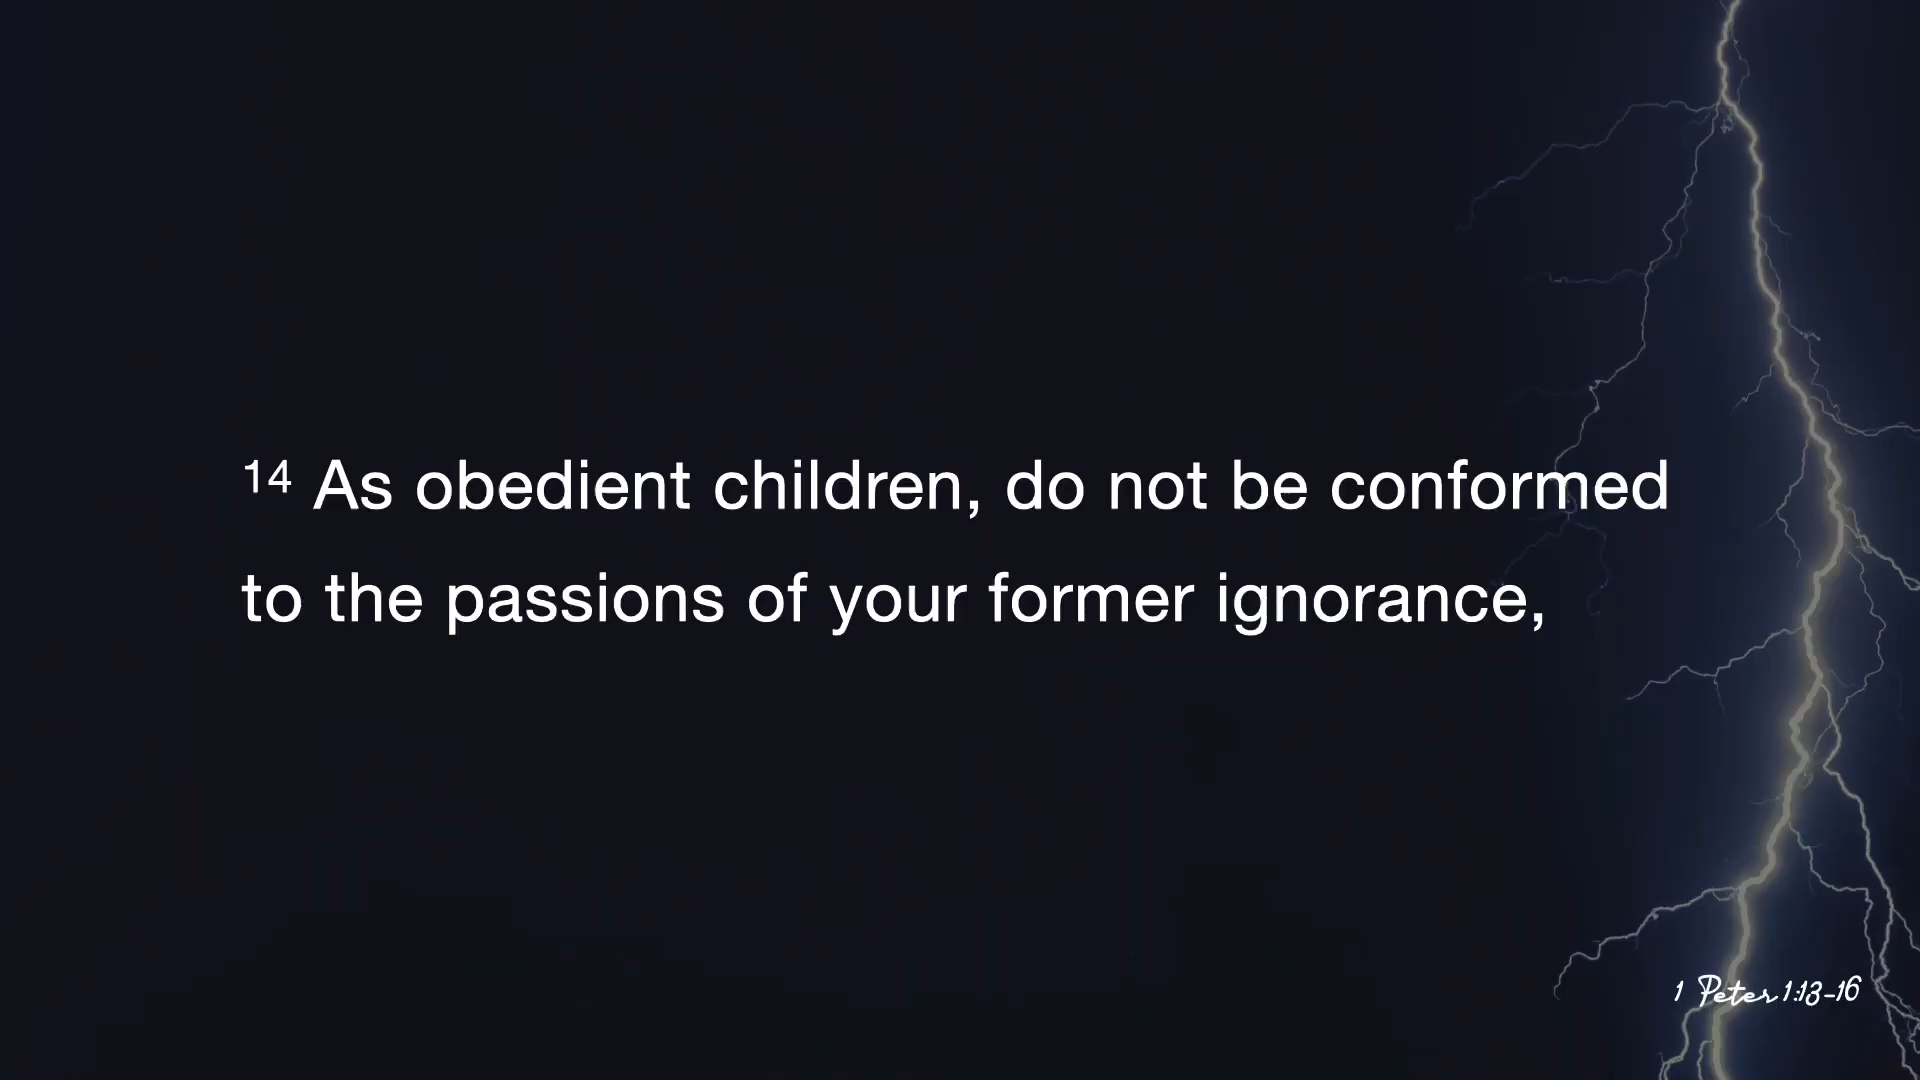 14 As obedient children, do not be conformed
to the passions of your former ignorance,
1 Peter 1:13-16